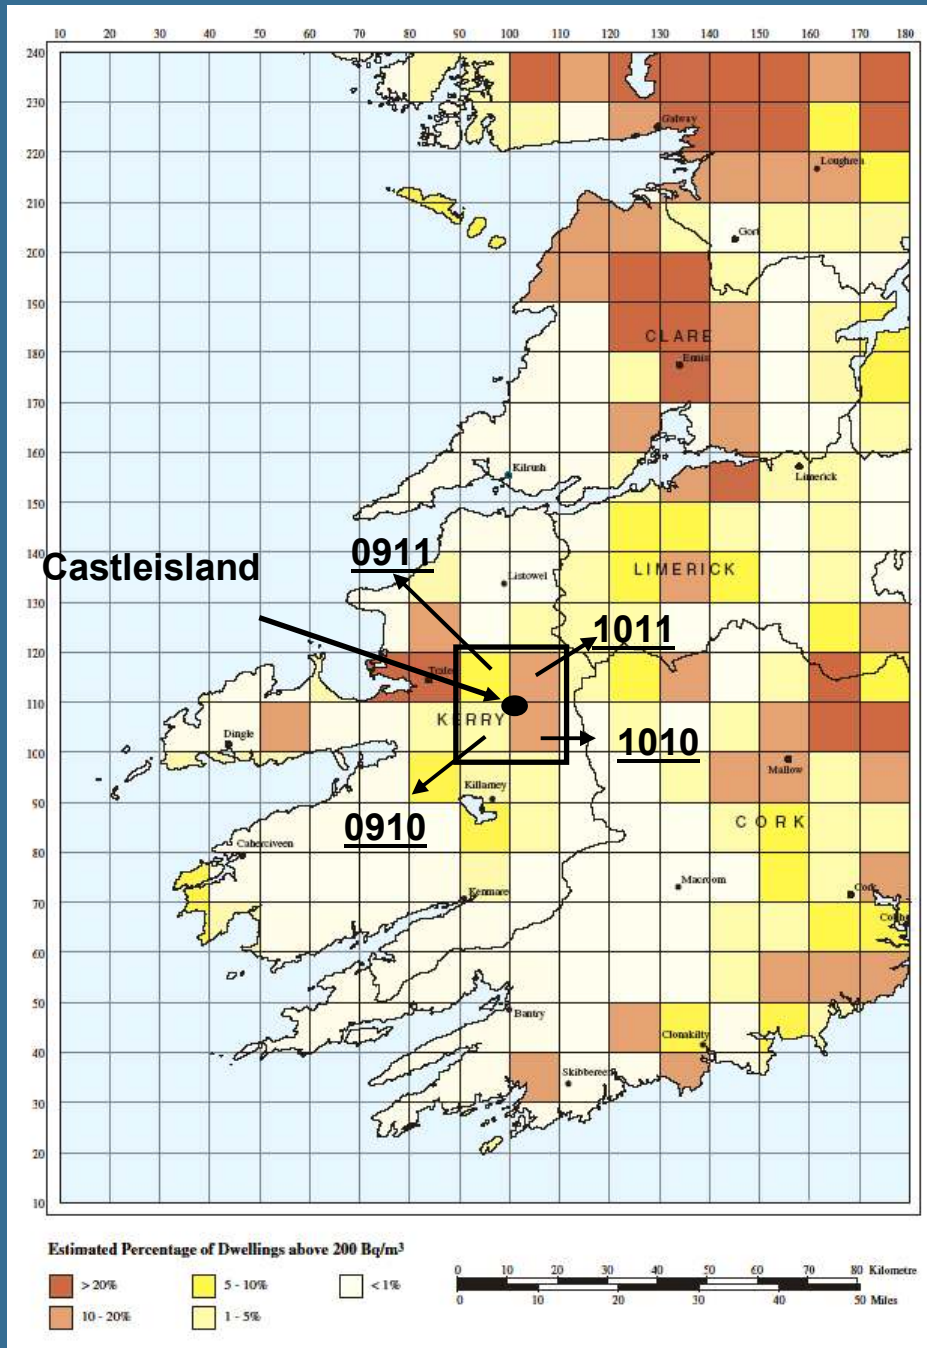 10 20 30 40 50 60 70 80 90 100 110 120 130 140 150 160 170 180
240
230
Galway
220
Loughrea
210
Gort
200
190
CLARE
180
Ennis
170
160
Kilrush
Limerick
150
0911
140
Castleisland
LIMERICK
Listowel
130
1011
120
Tralee
110
KERRY
Dingle
1010
100
Mallow
Killarney
90
0910
CORK
Caherciveen
80
Macroom
Cork
Kenmare
70
60
50
Bantry
Clonakilty
40
Skibbereen
30
20
10
Estimated Percentage of Dwellings above 200 Bq/m³
> 20% 5 - 10% < 1%
10 - 20% 1 - 5%
0 10 20 30 40 50 60 70 80 Kilometre
0 10 20 30 40 50 Miles